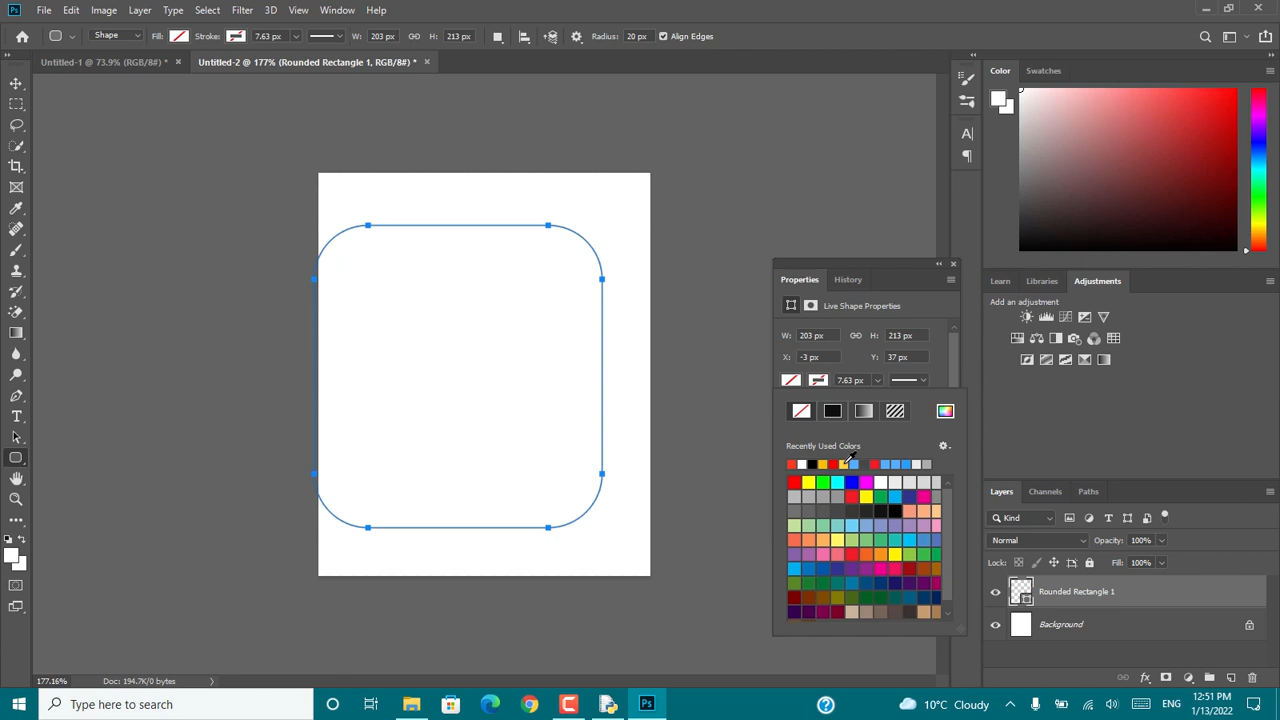 Ps File Edit Image Layer Type Select Filter 3D View Window Help
Shape Fill: Stroke: 7.63 px W: 203 px H: 213 px Radius: 20 px Align Edges
Untitled-1 @ 73.9% (RGB/8#) * × Untitled-2 @ 177% (Rounded Rectangle 1, RGB/8#) * ×
Color Swatches
Properties History
Learn Libraries Adjustments
Live Shape Properties
Add an adjustment
W: 203 px H: 213 px
X: -3 px Y: 37 px
7.63 px
Recently Used Colors
Layers Channels Paths
Kind
Normal Opacity: 100%
Lock: Fill: 100%
Rounded Rectangle 1
Background
177.16% Doc: 194.7K/0 bytes
Type here to search
Ps
10°C Cloudy
ENG
12:51 PM
1/13/2022